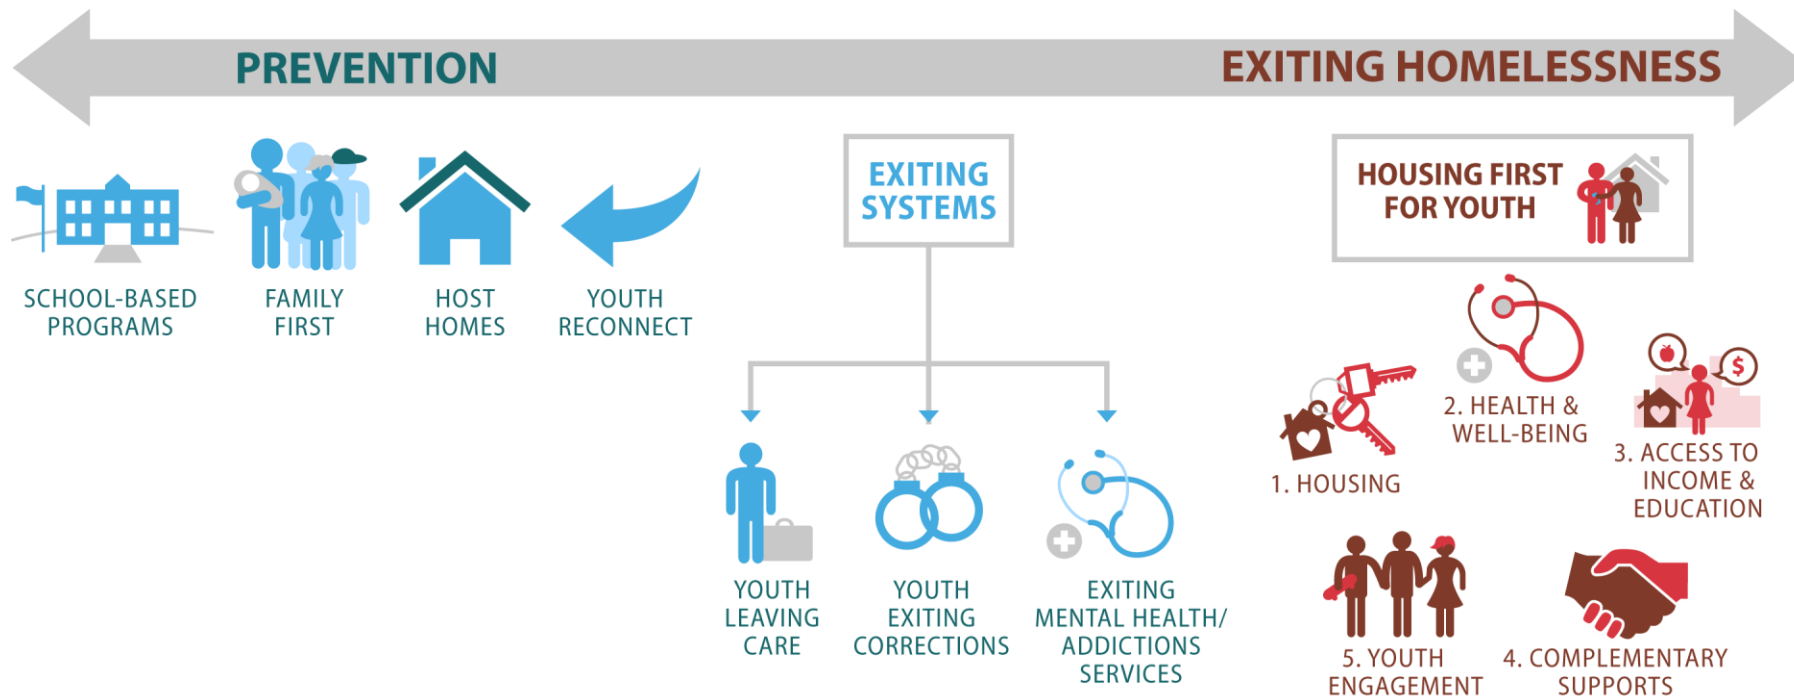 PREVENTION
EXITING HOMELESSNESS
SCHOOL-BASED
PROGRAMS
FAMILY
FIRST
HOST
HOMES
YOUTH
RECONNECT
EXITING
SYSTEMS
YOUTH
LEAVING
CARE
YOUTH
EXITING
CORRECTIONS
EXITING
MENTAL HEALTH/
ADDICTIONS
SERVICES
HOUSING FIRST
FOR YOUTH
1. HOUSING
2. HEALTH &
WELL-BEING
$
3. ACCESS TO
INCOME &
EDUCATION
5. YOUTH
ENGAGEMENT
4. COMPLEMENTARY
SUPPORTS